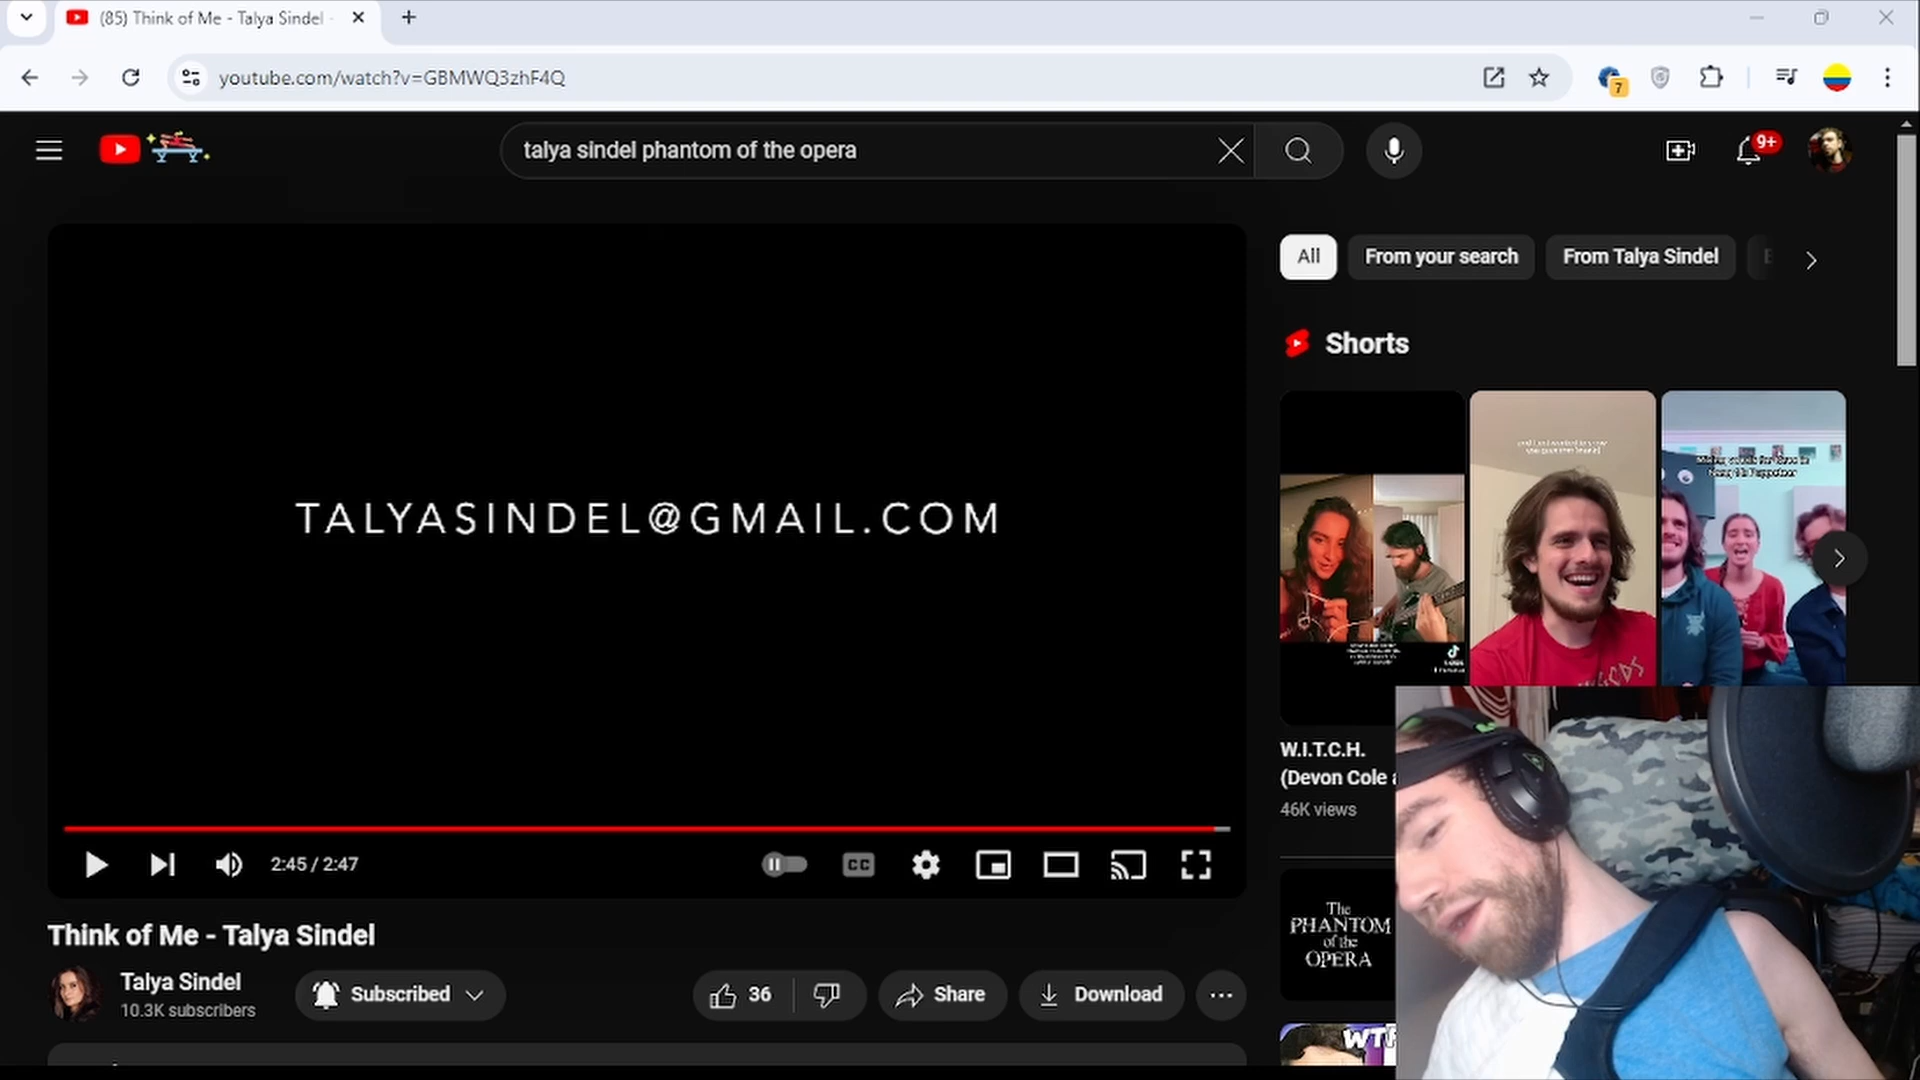 (85) Think of Me - Talya Sindel
youtube.com/watch?v=GBMWQ3zhF4Q
7
talya sindel phantom of the opera
9+
All
From your search
From Talya Sindel
Shorts
TALYASINDEL@GMAIL.COM
W.I.T.C.H.
(Devon Cole
46K views
2:45 / 2:47
CC
The
PHANTOM
of the
OPERA
Think of Me - Talya Sindel
Talya Sindel
10.3K subscribers
Subscribed
36
Share
Download